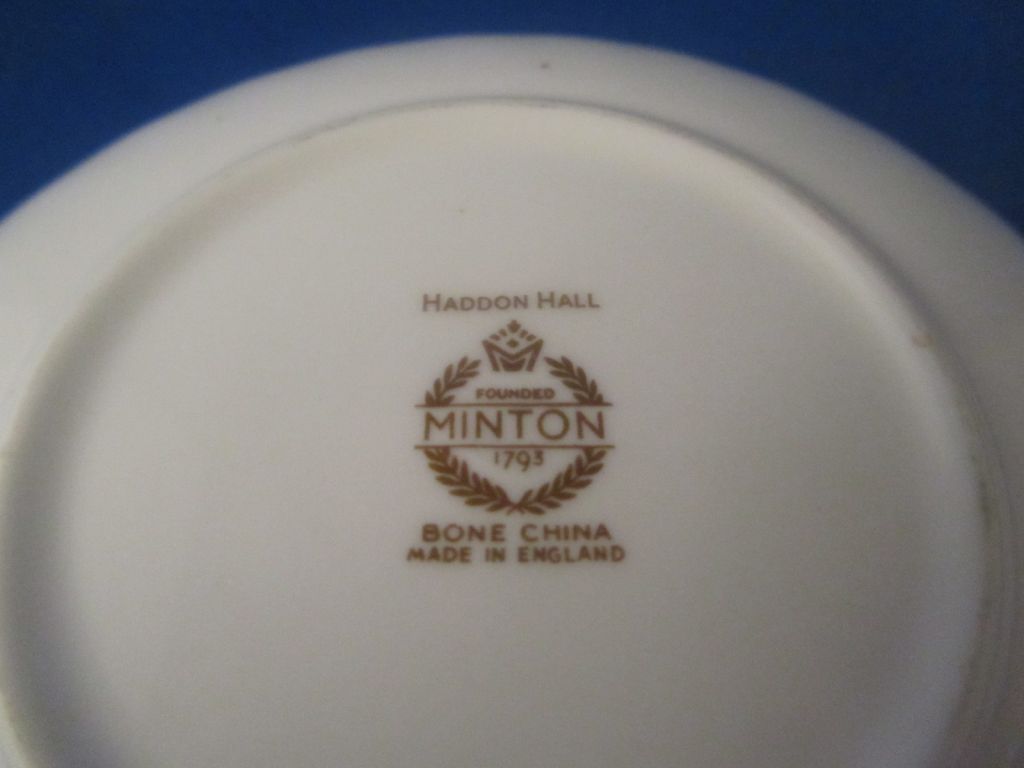 HADDON HALL
FOUNDED
MINTON
1793
BONE CHINA
MADE IN ENGLAND